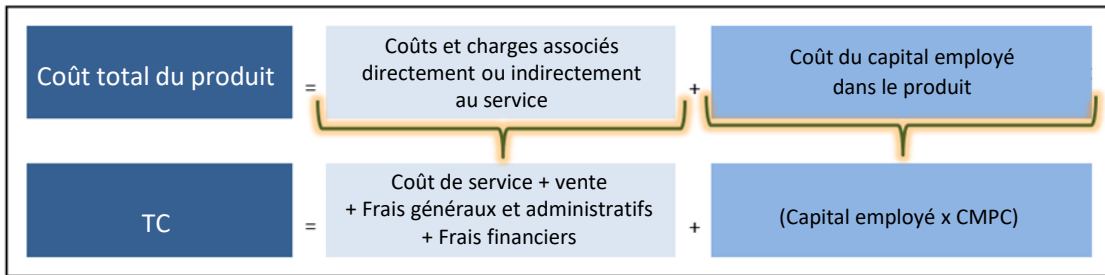 Coût total du produit
=
Coûts et charges associés
directement ou indirectement
au service
+
Coût du capital employé
dans le produit
TC
=
Coût de service + vente
+ Frais généraux et administratifs
+ Frais financiers
+
(Capital employé x CMPC)